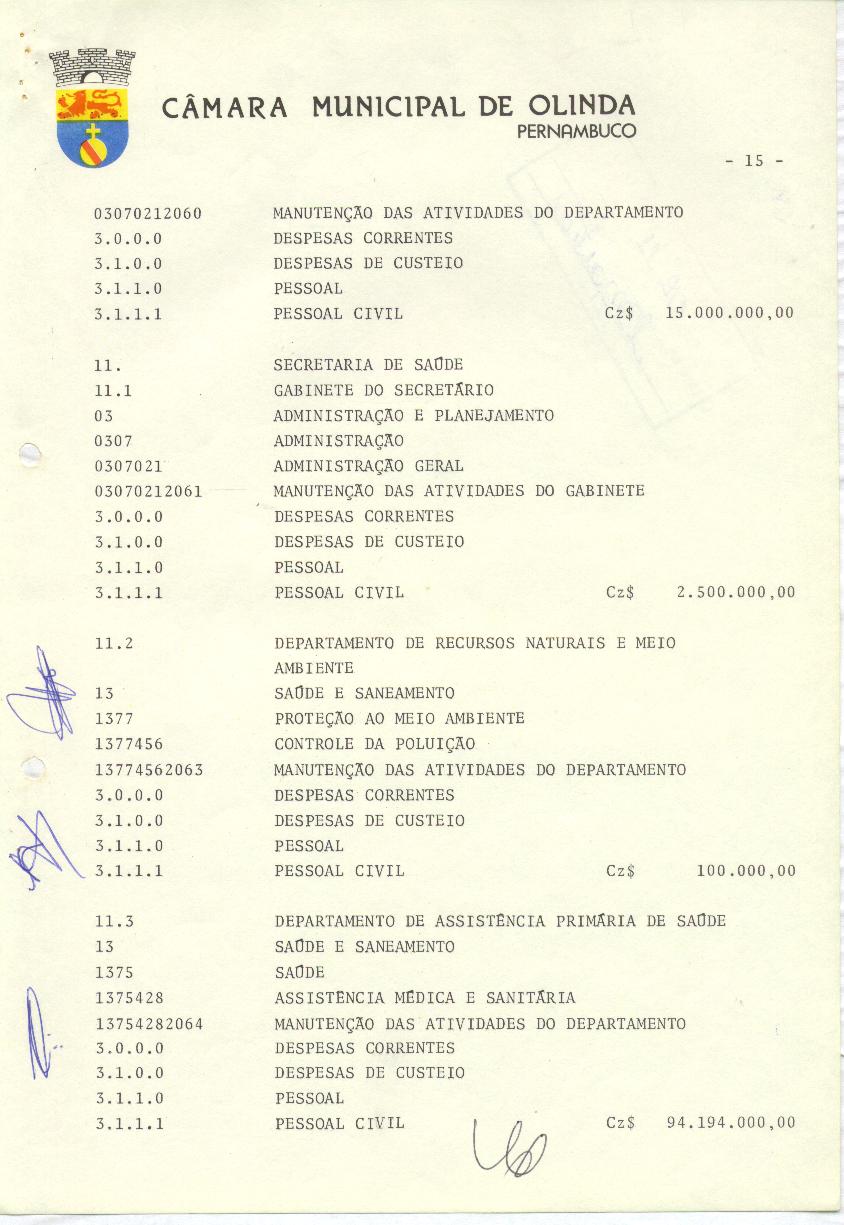 CÂMARA MUNICIPAL DE OLINDA
PERNAMBUCO
- 15 -
03070212060 MANUTENÇÃO DAS ATIVIDADES DO DEPARTAMENTO
3.0.0.0 DESPESAS CORRENTES
3.1.0.0 DESPESAS DE CUSTEIO
3.1.1.0 PESSOAL
3.1.1.1 PESSOAL CIVIL Cz$ 15.000.000,00
11. SECRETARIA DE SAÚDE
11.1 GABINETE DO SECRETÁRIO
03 ADMINISTRAÇÃO E PLANEJAMENTO
0307 ADMINISTRAÇÃO
0307021 ADMINISTRAÇÃO GERAL
03070212061 MANUTENÇÃO DAS ATIVIDADES DO GABINETE
3.0.0.0 DESPESAS CORRENTES
3.1.0.0 DESPESAS DE CUSTEIO
3.1.1.0 PESSOAL
3.1.1.1 PESSOAL CIVIL Cz$ 2.500.000,00
11.2 DEPARTAMENTO DE RECURSOS NATURAIS E MEIO
AMBIENTE
13 SAÚDE E SANEAMENTO
1377 PROTEÇÃO AO MEIO AMBIENTE
1377456 CONTROLE DA POLUIÇÃO
13774562063 MANUTENÇÃO DAS ATIVIDADES DO DEPARTAMENTO
3.0.0.0 DESPESAS CORRENTES
3.1.0.0 DESPESAS DE CUSTEIO
3.1.1.0 PESSOAL
3.1.1.1 PESSOAL CIVIL Cz$ 100.000,00
11.3 DEPARTAMENTO DE ASSISTÊNCIA PRIMÁRIA DE SAÚDE
13 SAÚDE E SANEAMENTO
1375 SAÚDE
1375428 ASSISTÊNCIA MÉDICA E SANITÁRIA
13754282064 MANUTENÇÃO DAS ATIVIDADES DO DEPARTAMENTO
3.0.0.0 DESPESAS CORRENTES
3.1.0.0 DESPESAS DE CUSTEIO
3.1.1.0 PESSOAL
3.1.1.1 PESSOAL CIVIL Cz$ 94.194.000,00